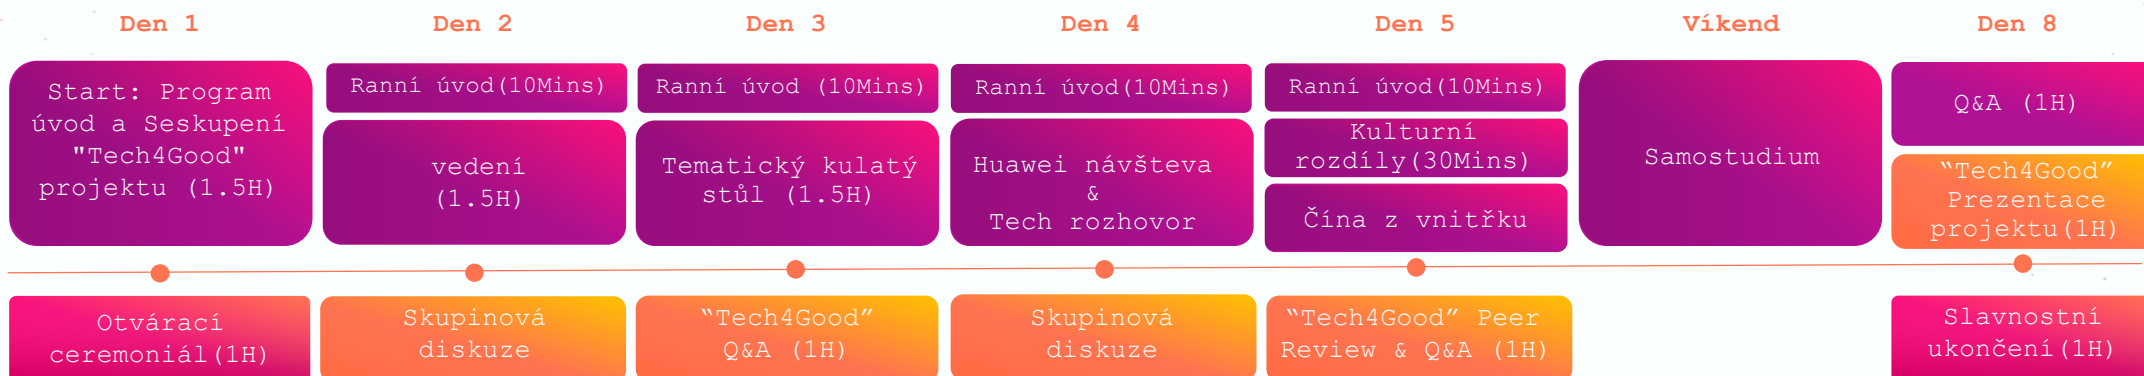 Den 1
Start: Program
úvod a Seskupení
"Tech4Good"
projektu (1.5H)
Otvárací
ceremoniál(1H)
Den 2
Ranní úvod(10Mins)
vedení
(1.5H)
Skupinová
diskuze
Den 3
Ranní úvod (10Mins)
Tematický kulatý
stůl (1.5H)
“Tech4Good”
Q&A (1H)
Den 4
Ranní úvod(10Mins)
Huawei návšteva
&
Tech rozhovor
Skupinová
diskuze
Den 5
Ranní úvod(10Mins)
Kulturní
rozdíly(30Mins)
Čína z vnitřku
“Tech4Good” Peer
Review & Q&A (1H)
Víkend
Samostudium
Den 8
Q&A (1H)
“Tech4Good”
Prezentace
projektu(1H)
Slavnostní
ukončení(1H)